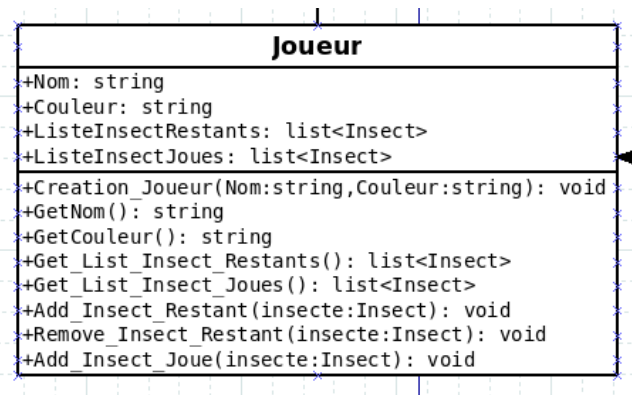 Joueur
+Nom: string
+Couleur: string
+ListeInsectRestants: list<Insect>
+ListeInsectJoues: list<Insect>
+Creation_Joueur(Nom:string,Couleur:string): void
+GetNom(): string
+GetCouleur(): string
+Get_List_Insect_Restants(): list<Insect>
+Get_List_Insect_Joues(): list<Insect>
+Add_Insect_Restant(insecte:Insect): void
+Remove_Insect_Restant(insecte:Insect): void
+Add_Insect_Joue(insecte:Insect): void